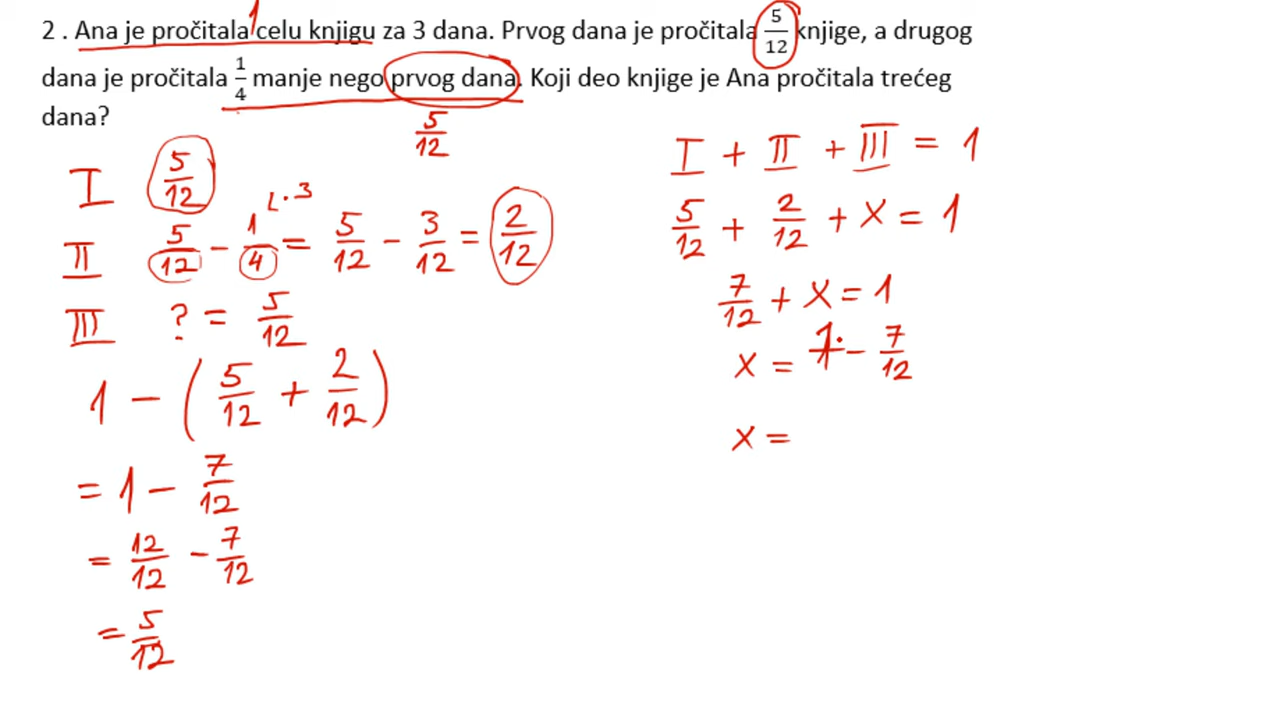 2 . Ana je pročitala 1 celu knjigu za 3 dana. Prvog dana je pročitala 5/12 knjige, a drugog
dana je pročitala 1/4 manje nego prvog dana. Koji deo knjige je Ana pročitala trećeg
dana?
5/12
I 5/12
II 5/12 - 1/4 = 5/12 - 3/12 = 2/12
·3
III ? = 5/12
1 - (5/12 + 2/12)
= 1 - 7/12
= 12/12 - 7/12
= 5/12
I + II + III = 1
5/12 + 2/12 + x = 1
7/12 + x = 1
x = 1 - 7/12
x =